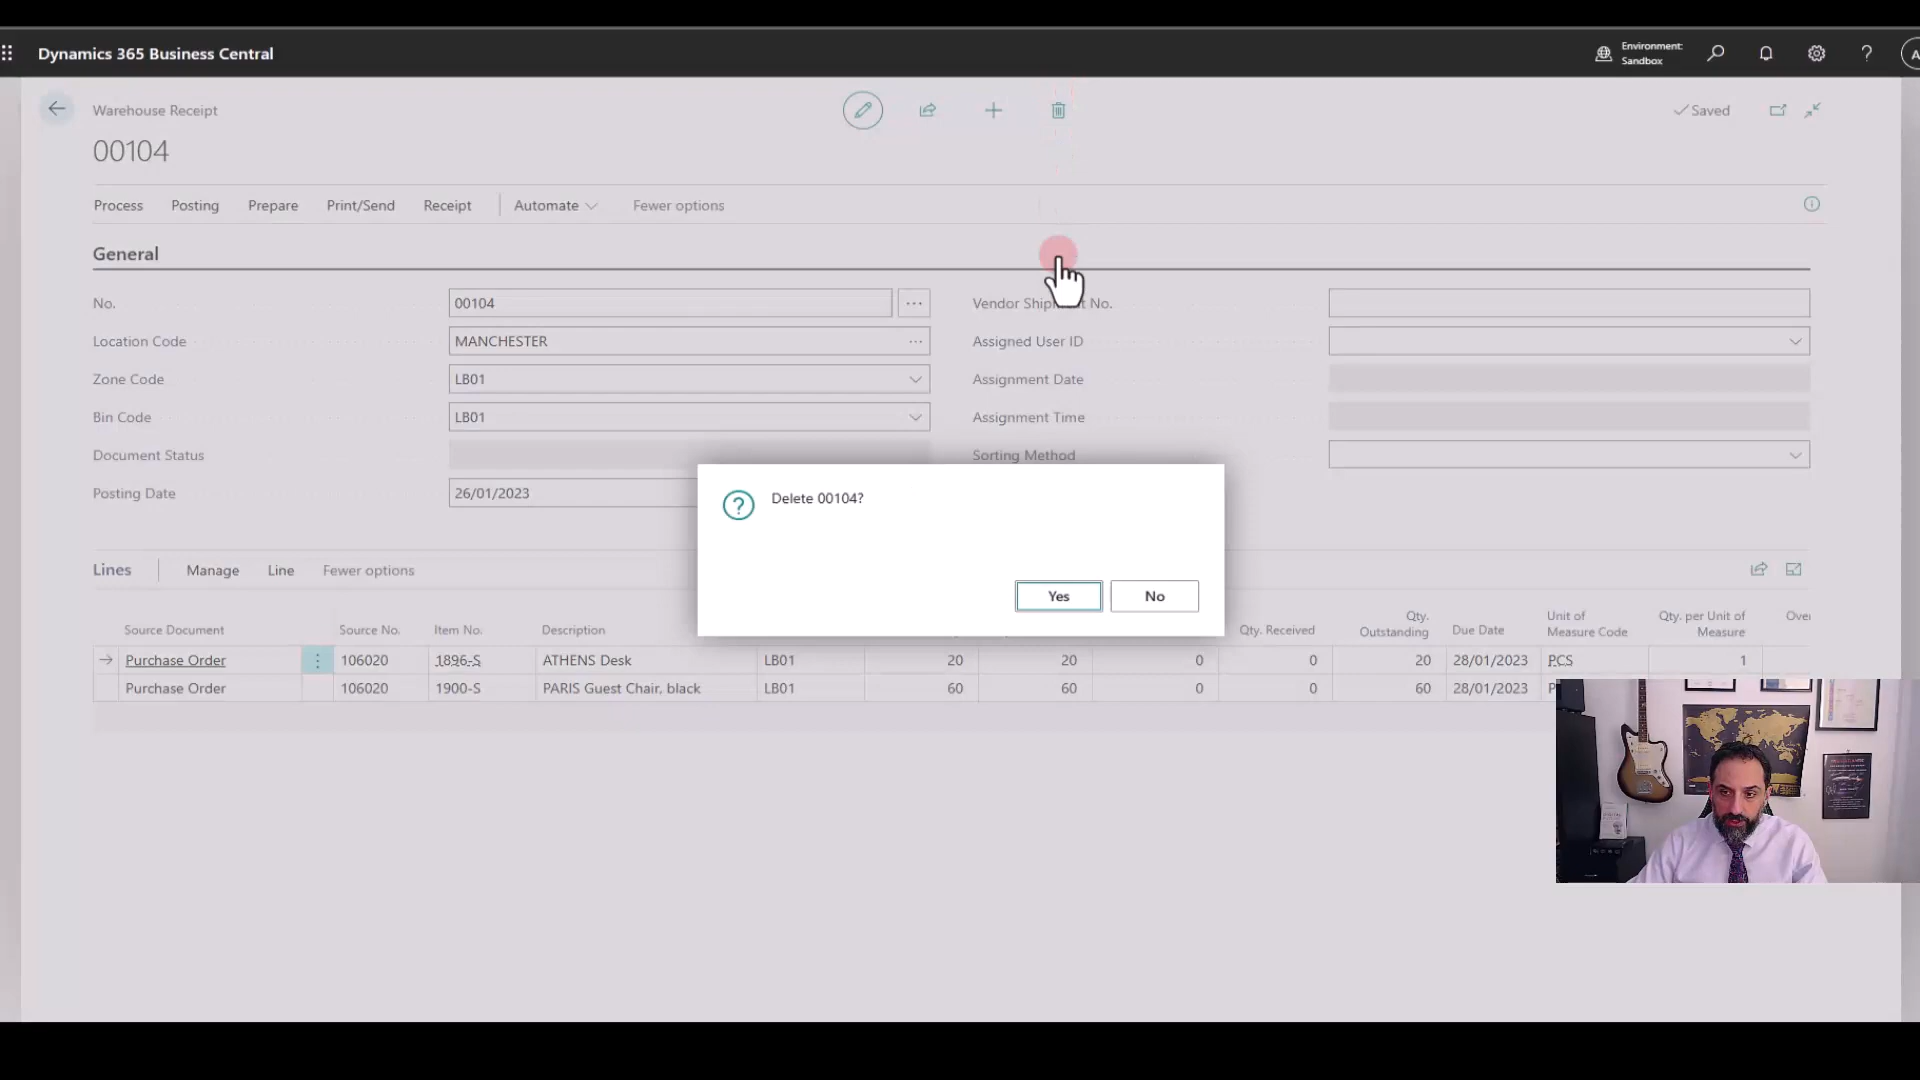 Dynamics 365 Business Central
Environment:
Sandbox
Warehouse Receipt
Saved
00104
Process Posting Prepare Print/Send Receipt Automate Fewer options
General
No. 00104
Vendor Shipment No.
Location Code MANCHESTER
Assigned User ID
Zone Code LB01
Assignment Date
Bin Code LB01
Assignment Time
Document Status
Sorting Method
Posting Date 26/01/2023
Delete 00104?
Yes No
Lines Manage Line Fewer options
Source Document Source No. Item No. Description Qty. Received Qty. Outstanding Due Date Unit of Measure Code Qty. per Unit of Measure Over
Purchase Order 106020 1896-S ATHENS Desk LB01 20 20 0 0 20 28/01/2023 PCS 1
Purchase Order 106020 1900-S PARIS Guest Chair, black LB01 60 60 0 0 60 28/01/2023 P